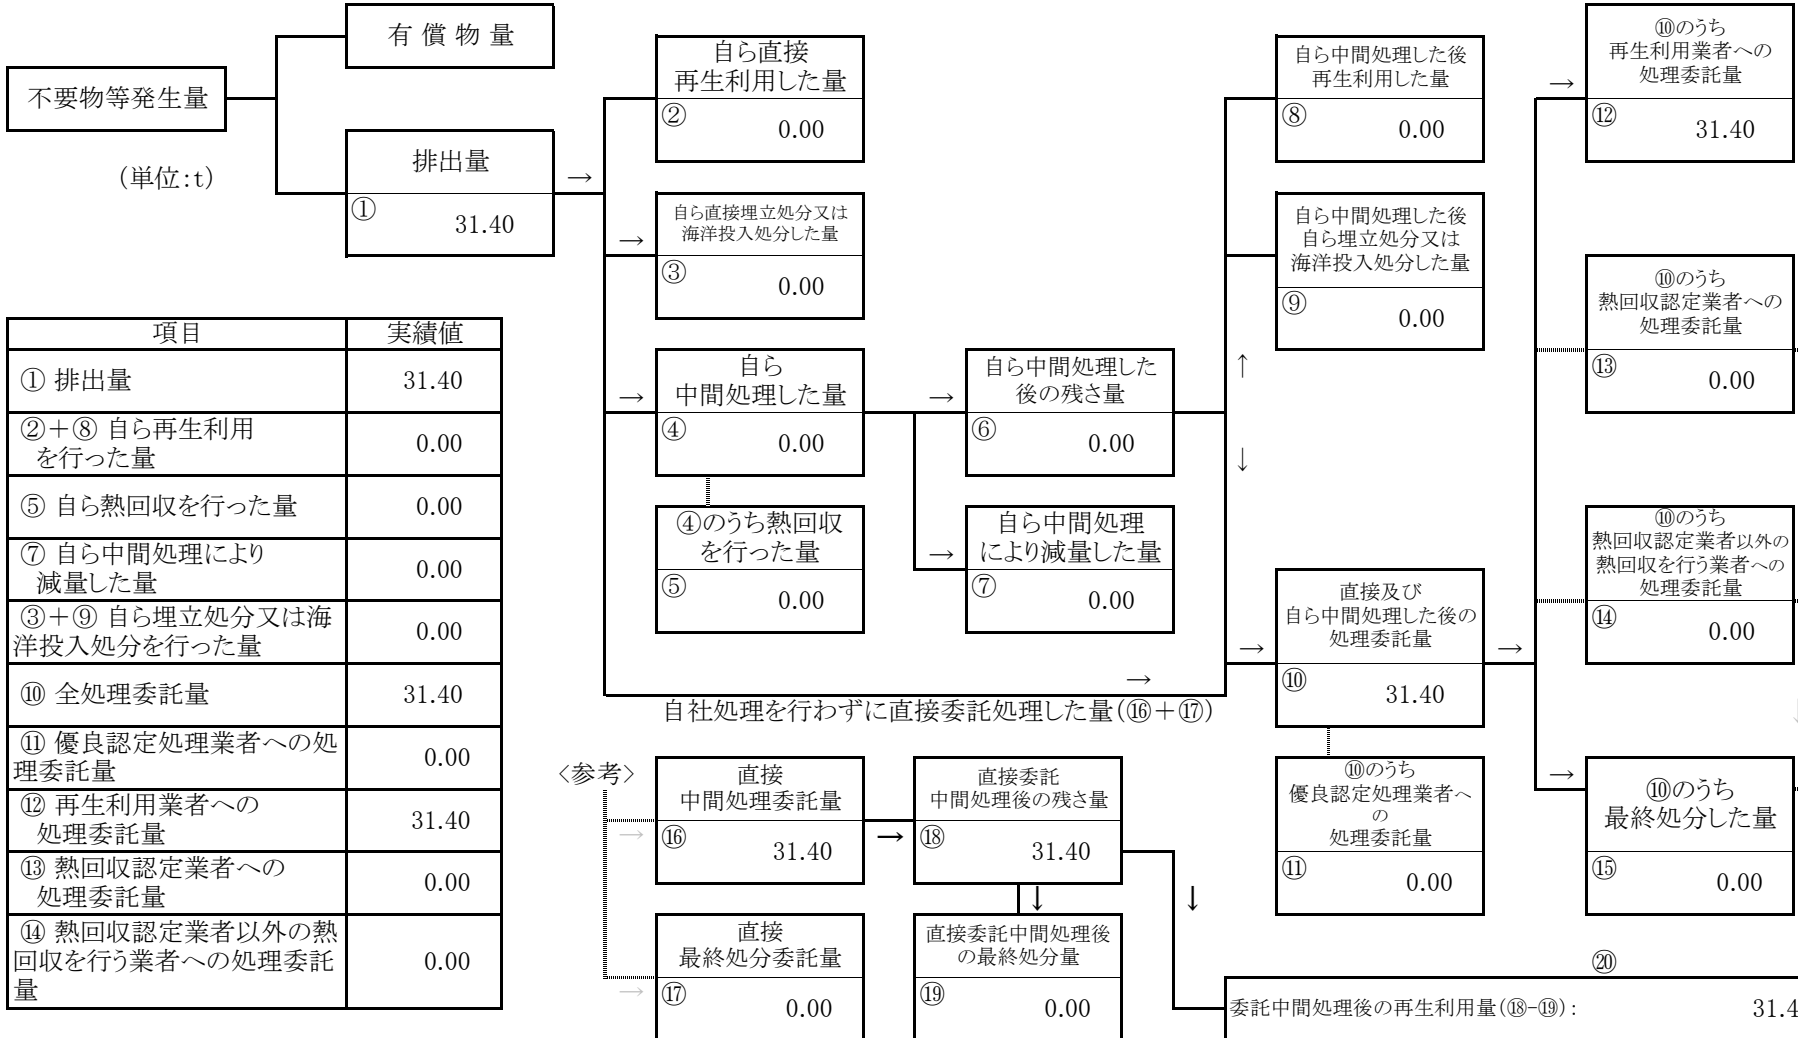 有 償 物 量
不要物等発生量
（単位：t）
排出量
→
①
31.40
自ら直接
再生利用した量
②
0.00
→
自ら直接埋立処分又は
海洋投入処分した量
③
0.00
→
自ら
中間処理した量
④
0.00
④のうち熱回収
を行った量
⑤
0.00
→
自ら中間処理した
後の残さ量
⑥
0.00
→
自ら中間処理
により減量した量
⑦
0.00
自ら中間処理した後
再生利用した量
⑧
0.00
自ら中間処理した後
自ら埋立処分又は
海洋投入処分した量
⑨
0.00
↑
↓
→
直接及び
自ら中間処理した後の
処理委託量
⑩
31.40
→
→
自社処理を行わずに直接委託処理した量（⑯＋⑰）
⑩のうち
優良認定処理業者へ
の
処理委託量
⑪
0.00
→
⑩のうち
再生利用業者への
処理委託量
⑫
31.40
⑩のうち
熱回収認定業者への
処理委託量
⑬
0.00
⑩のうち
熱回収認定業者以外の
熱回収を行う業者への
処理委託量
⑭
0.00
→
⑩のうち
最終処分した量
⑮
0.00
項目 実績値
① 排出量 31.40
②＋⑧ 自ら再生利用
を行った量
0.00
⑤ 自ら熱回収を行った量 0.00
⑦ 自ら中間処理により
減量した量
0.00
③＋⑨ 自ら埋立処分又は海
洋投入処分を行った量
0.00
⑩ 全処理委託量 31.40
⑪ 優良認定処理業者への処
理委託量
0.00
⑫ 再生利用業者への
処理委託量
31.40
⑬ 熱回収認定業者への
処理委託量
0.00
⑭ 熱回収認定業者以外の熱
回収を行う業者への処理委託
量
0.00
〈参考〉
→
直接
中間処理委託量
⑯
31.40
→
直接委託
中間処理後の残さ量
⑱
31.40
↓
↓
→
直接
最終処分委託量
⑰
0.00
直接委託中間処理後
の最終処分量
⑲
0.00
⑳
委託中間処理後の再生利用量（⑱-⑲）： 31.4